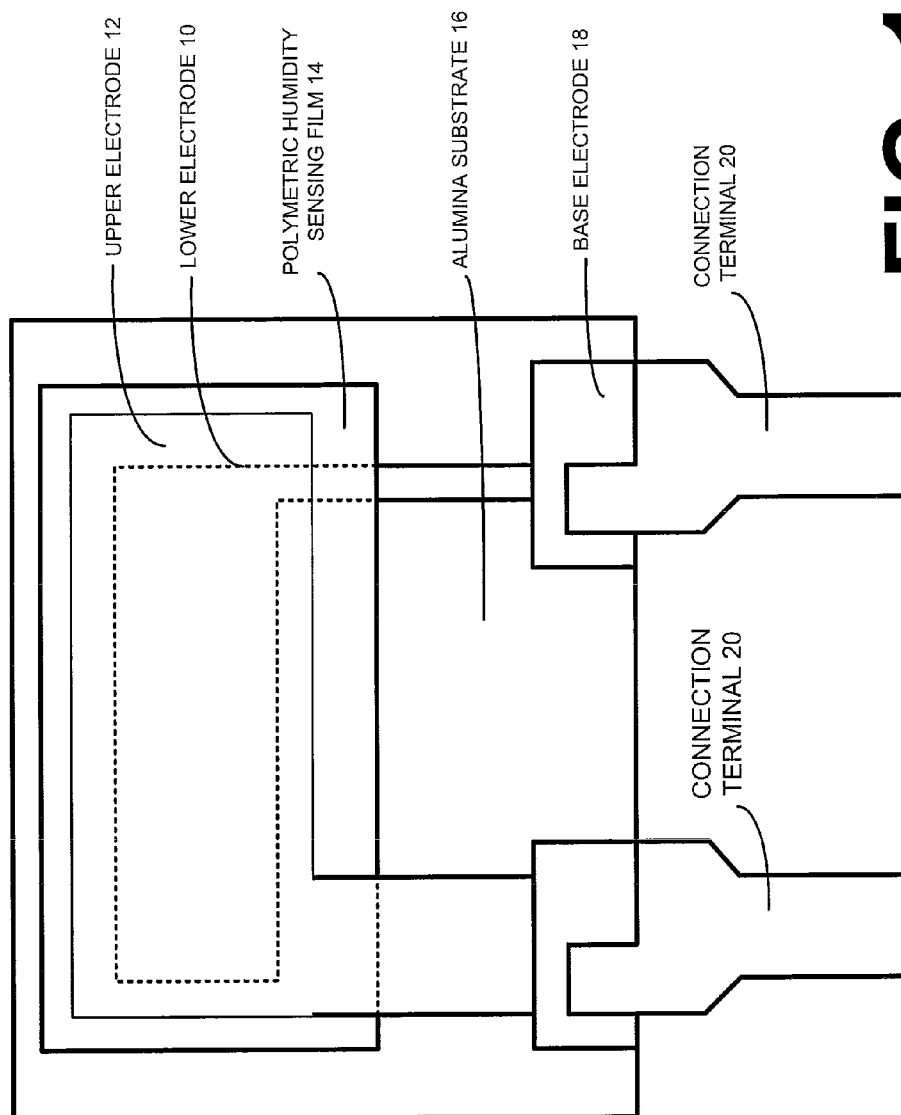 UPPER ELECTRODE 12
LOWER ELECTRODE 10
POLYMETRIC HUMIDITY
SENSING FILM 14
ALUMINA SUBSTRATE 16
BASE ELECTRODE 18
CONNECTION
TERMINAL 20
CONNECTION
TERMINAL 20